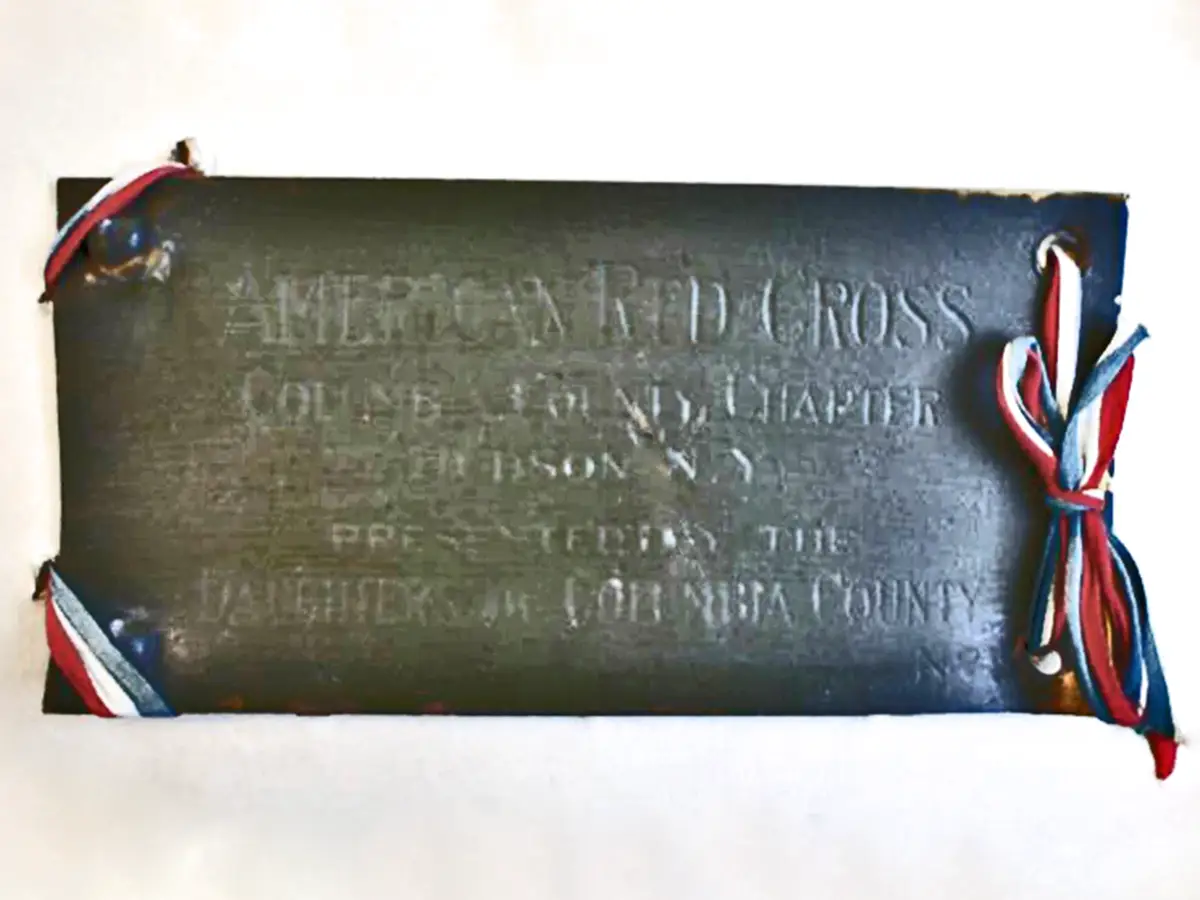 AMERICAN RED CROSS
COLUMBIA COUNTY, CHAPTER
HUDSON N.Y.
PRESENTED BY THE
DAUGHTERS OF COLUMBIA COUNTY